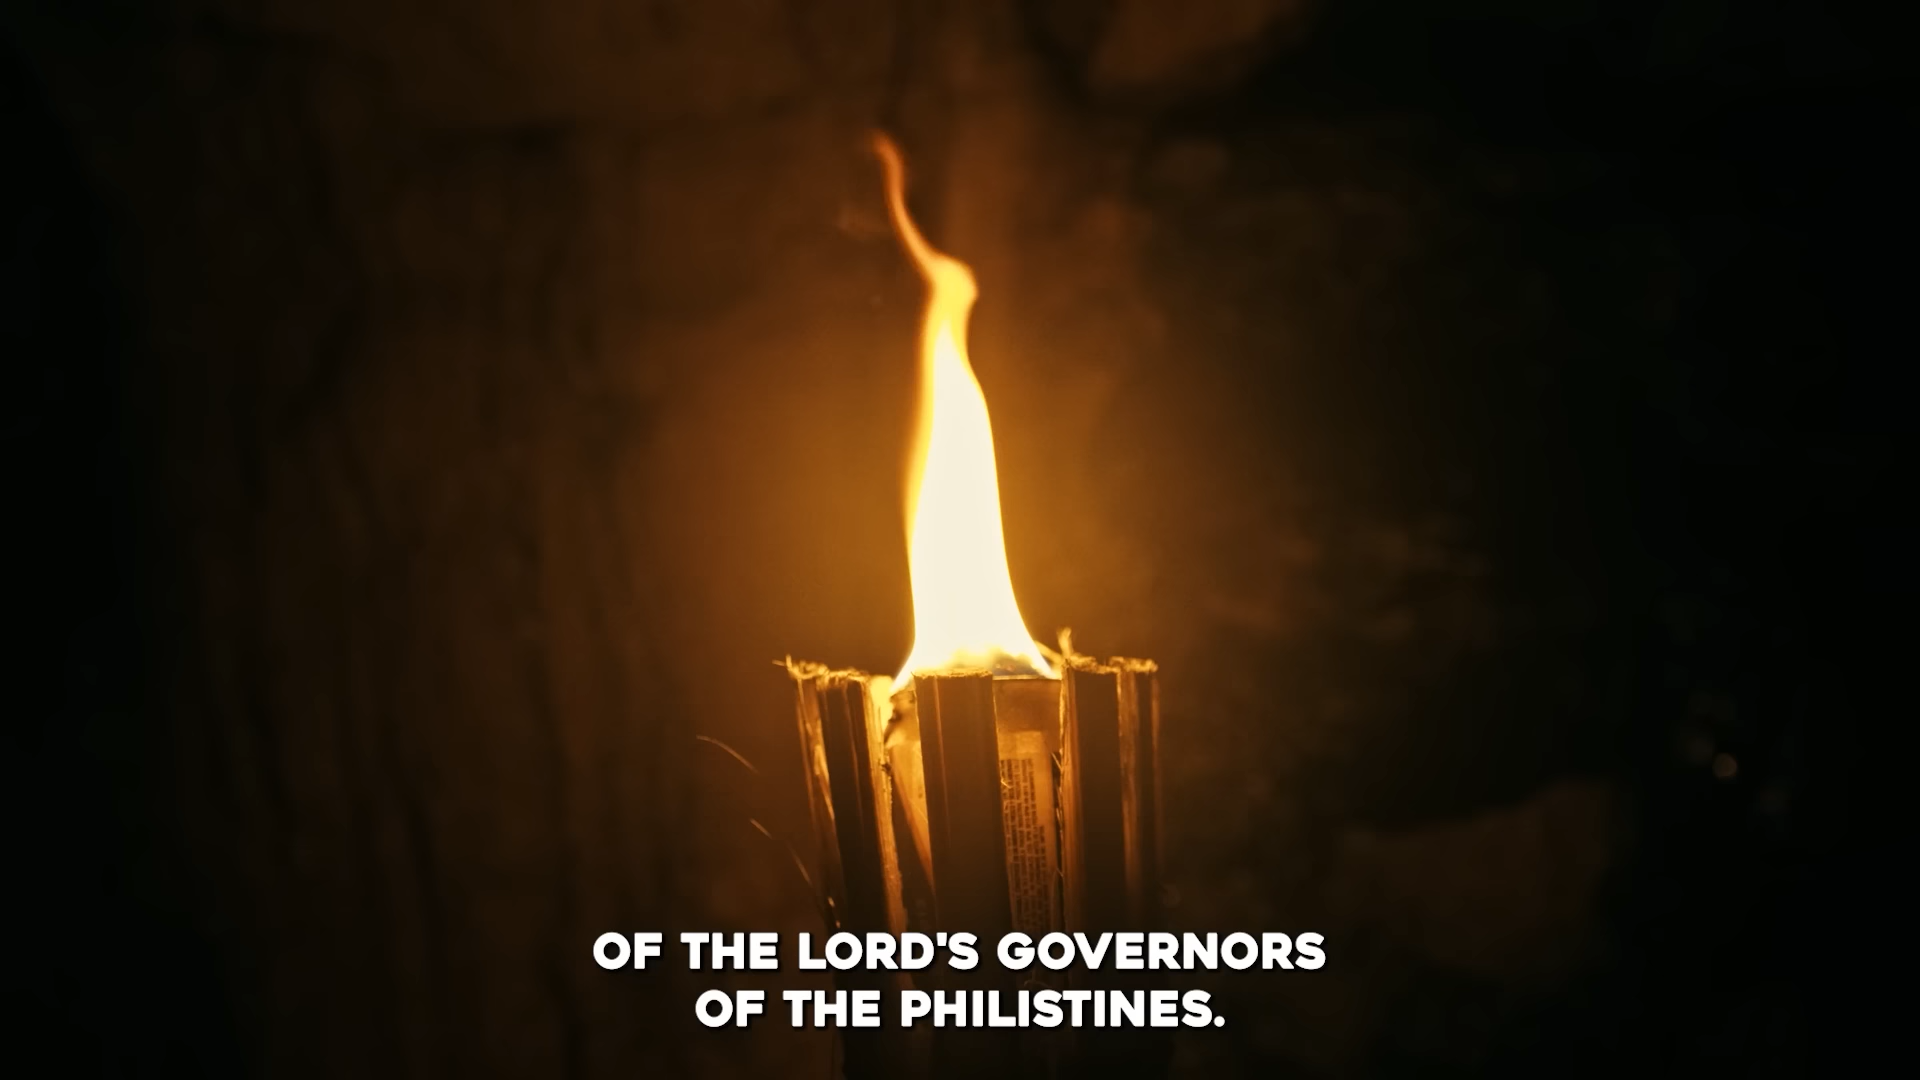 OF THE LORD'S GOVERNORS
OF THE PHILISTINES.